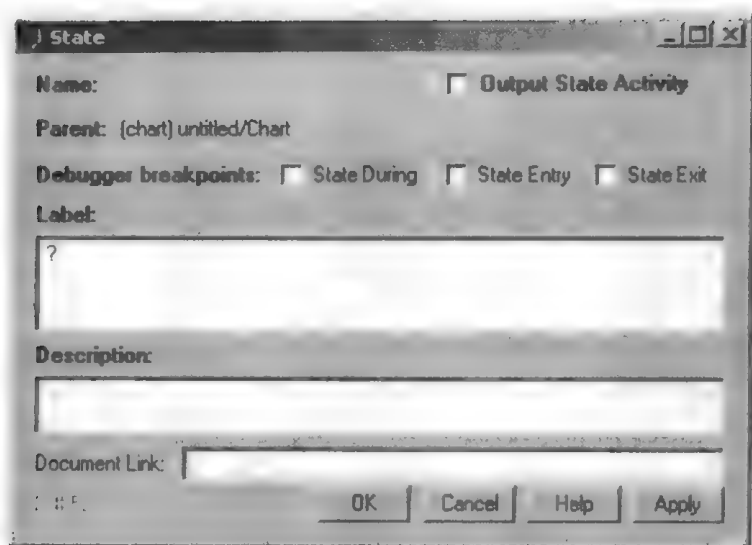 State
Name: Output State Activity
Parent: (chart) untitled/Chart
Debugger breakpoints: State During State Entry State Exit
Label:
?
Description:
Document Link:
OK Cancel Help Apply